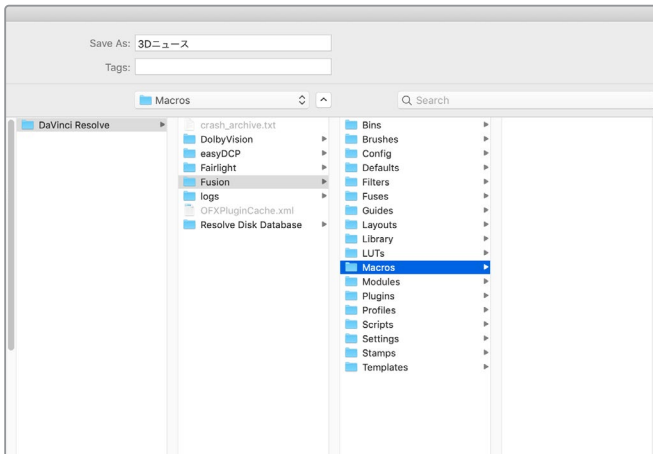 Save As: 3Dニュース
Tags:
Macros
Search
DaVinci Resolve
crash_archive.txt
DolbyVision
easyDCP
Fairlight
Fusion
logs
OFXPluginCache.xml
Resolve Disk Database
Bins
Brushes
Config
Defaults
Filters
Fuses
Guides
Layouts
Library
LUTs
Macros
Modules
Plugins
Profiles
Scripts
Settings
Stamps
Templates